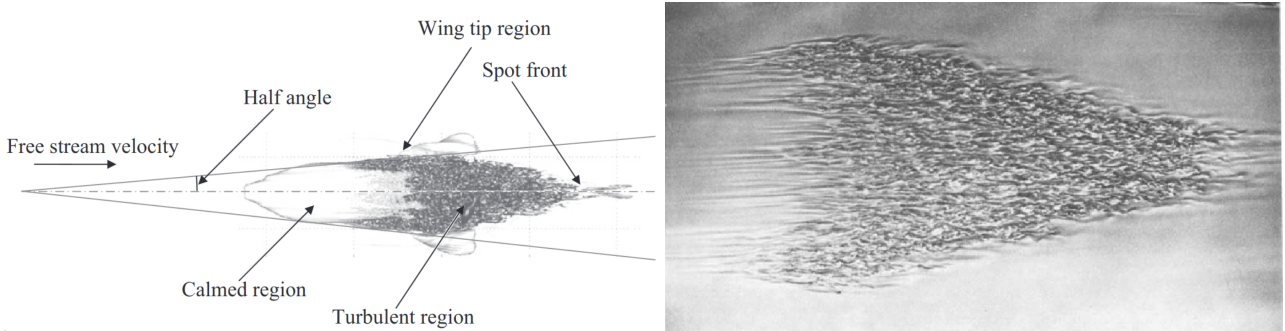 Wing tip region
Spot front
Half angle
Free stream velocity
Calmed region
Turbulent region